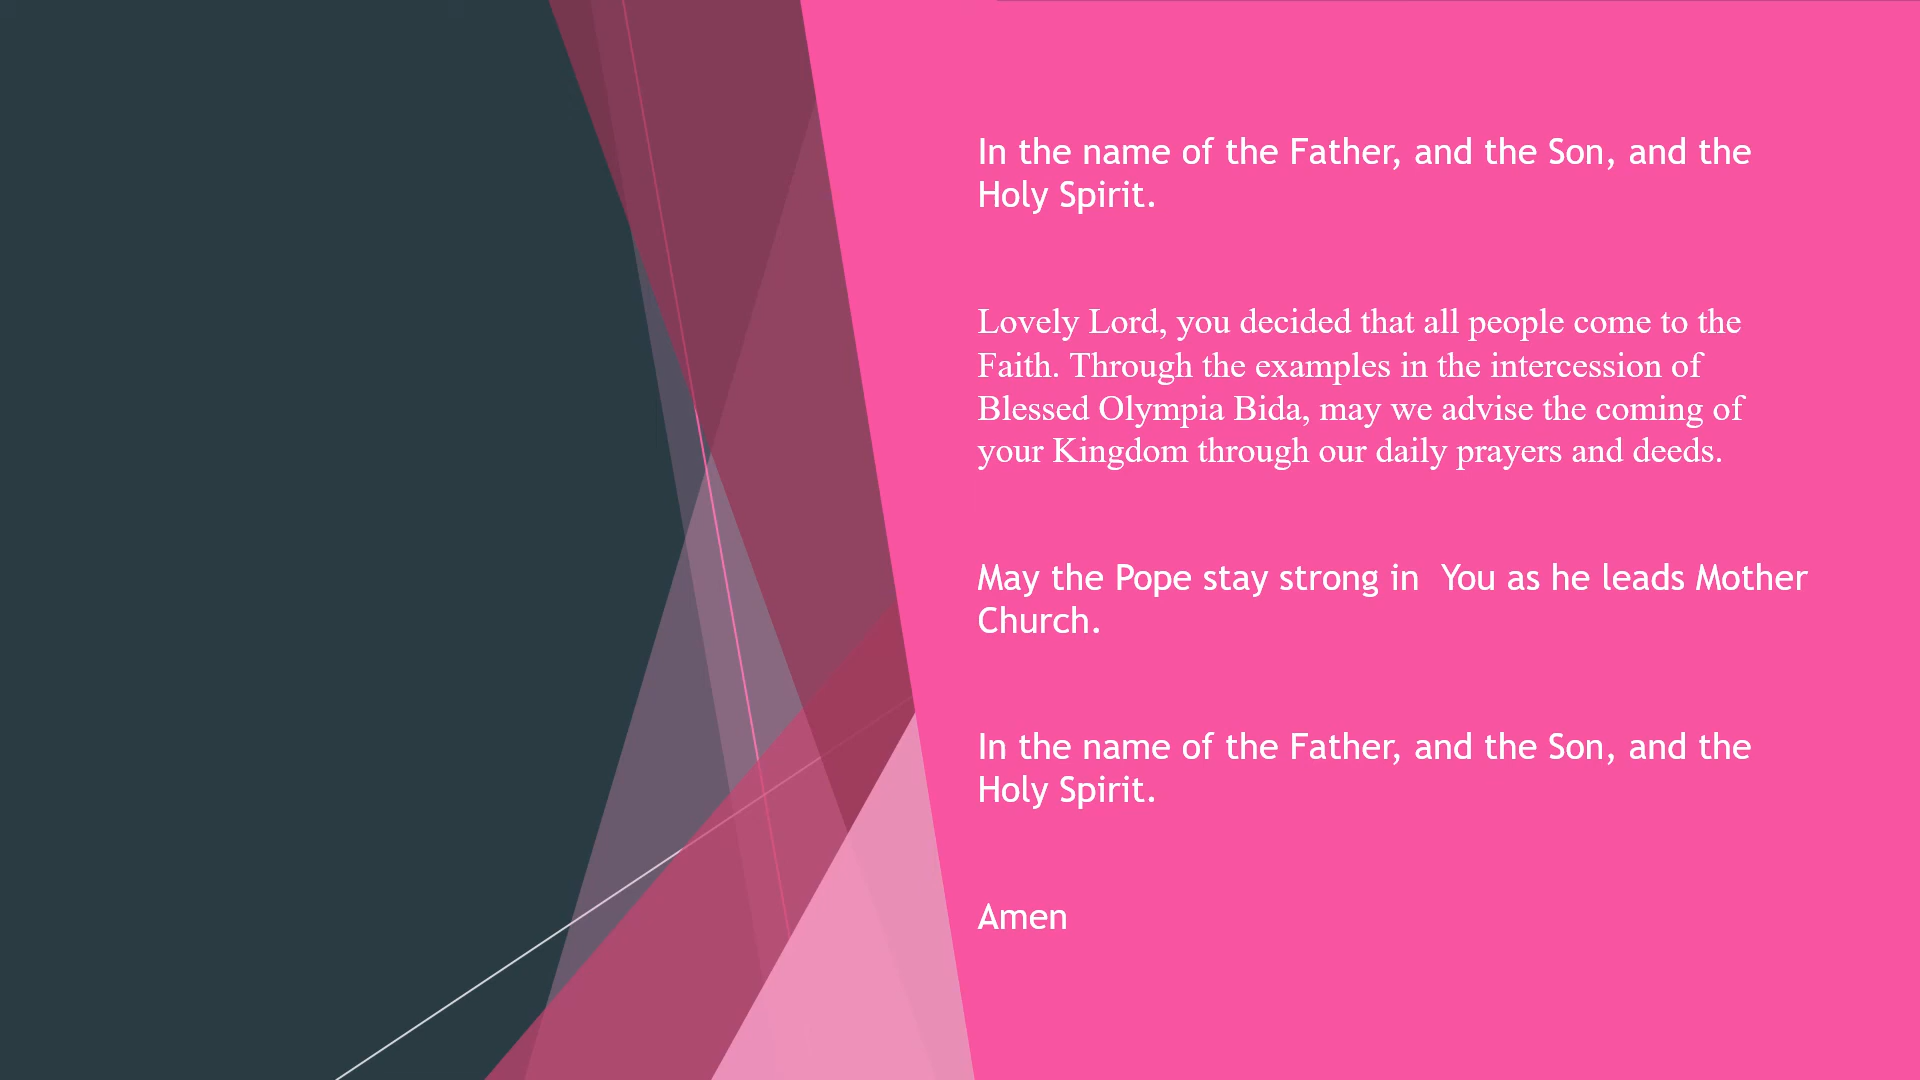 In the name of the Father, and the Son, and the
Holy Spirit.
Lovely Lord, you decided that all people come to the
Faith. Through the examples in the intercession of
Blessed Olympia Bida, may we advise the coming of
your Kingdom through our daily prayers and deeds.
May the Pope stay strong in  You as he leads Mother
Church.
In the name of the Father, and the Son, and the
Holy Spirit.
Amen